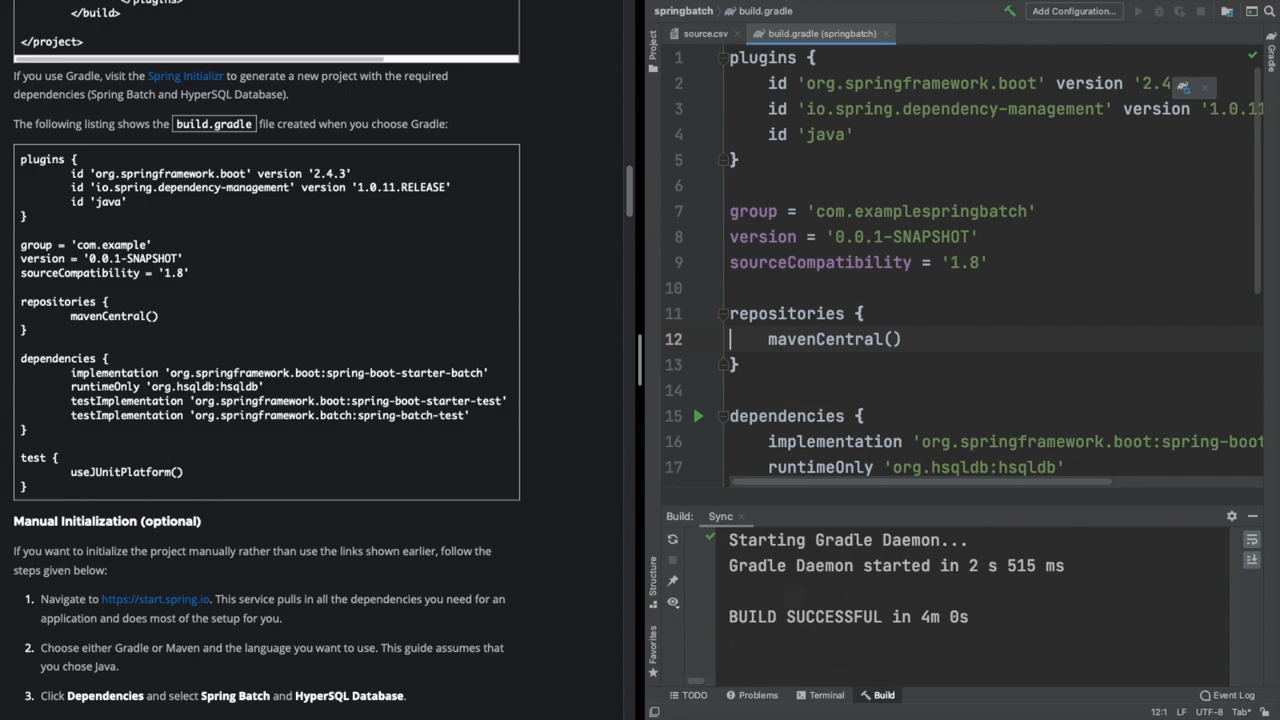 </plugins>
</build>
</project>
If you use Gradle, visit the Spring Initializr to generate a new project with the required
dependencies (Spring Batch and HyperSQL Database).
The following listing shows the build.gradle file created when you choose Gradle:
plugins {
id 'org.springframework.boot' version '2.4.3'
id 'io.spring.dependency-management' version '1.0.11.RELEASE'
id 'java'
}
group = 'com.example'
version = '0.0.1-SNAPSHOT'
sourceCompatibility = '1.8'
repositories {
mavenCentral()
}
dependencies {
implementation 'org.springframework.boot:spring-boot-starter-batch'
runtimeOnly 'org.hsqldb:hsqldb'
testImplementation 'org.springframework.boot:spring-boot-starter-test'
testImplementation 'org.springframework.batch:spring-batch-test'
}
test {
useJUnitPlatform()
}
Manual Initialization (optional)
If you want to initialize the project manually rather than use the links shown earlier, follow the
steps given below:
1. Navigate to https://start.spring.io. This service pulls in all the dependencies you need for an
application and does most of the setup for you.
2. Choose either Gradle or Maven and the language you want to use. This guide assumes that
you chose Java.
3. Click Dependencies and select Spring Batch and HyperSQL Database.
springbatch build.gradle Add Configuration...
Project source.csv build.gradle (springbatch) Gradle
1 plugins {
2 id 'org.springframework.boot' version '2.4
3 id 'io.spring.dependency-management' version '1.0.11
4 id 'java'
5 }
6
7 group = 'com.examplespringbatch'
8 version = '0.0.1-SNAPSHOT'
9 sourceCompatibility = '1.8'
10
11 repositories {
12 mavenCentral()
13 }
14
15 dependencies {
16 implementation 'org.springframework.boot:spring-boot
17 runtimeOnly 'org.hsqldb:hsqldb'
Build: Sync
Starting Gradle Daemon...
Gradle Daemon started in 2 s 515 ms
BUILD SUCCESSFUL in 4m 0s
Structure
Favorites
TODO Problems Terminal Build Event Log
12:1 LF UTF-8 Tab*